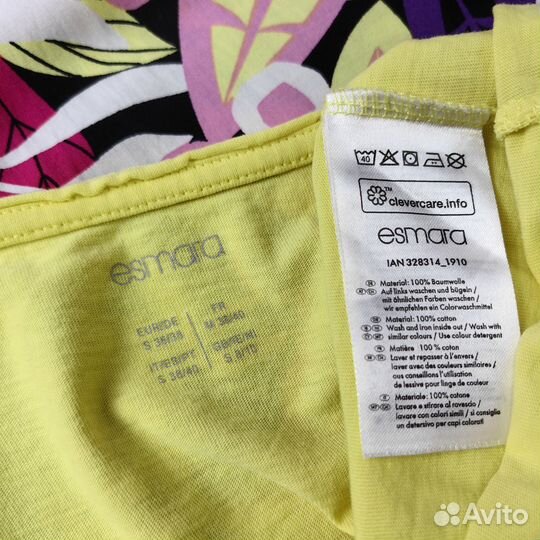 esmara
EUR/DE
S 36/38
FR
M 38/40
IT/ES/PT
S 38/40
GB/IE/NI
S 8/10
40
clevercare.info
esmara
IAN 328314_1910
Material: 100% Baumwolle
Auf links waschen und bügeln /
mit ähnlichen Farben waschen /
wir empfehlen ein Colorwaschmittel
Material: 100% cotton
Wash and iron inside out / Wash with
similar colours / Use colour detergent
Matière 100 % coton
Laver et repasser à l'envers /
laver avec des coloris similaires /
nous conseillons l'utilisation
de lessive pour linge de couleur
Materiale: 100% cotone
Lavare e stirare al rovescio /
lavare con colori simili / si consiglia
un detersivo per capi colorati
Avito